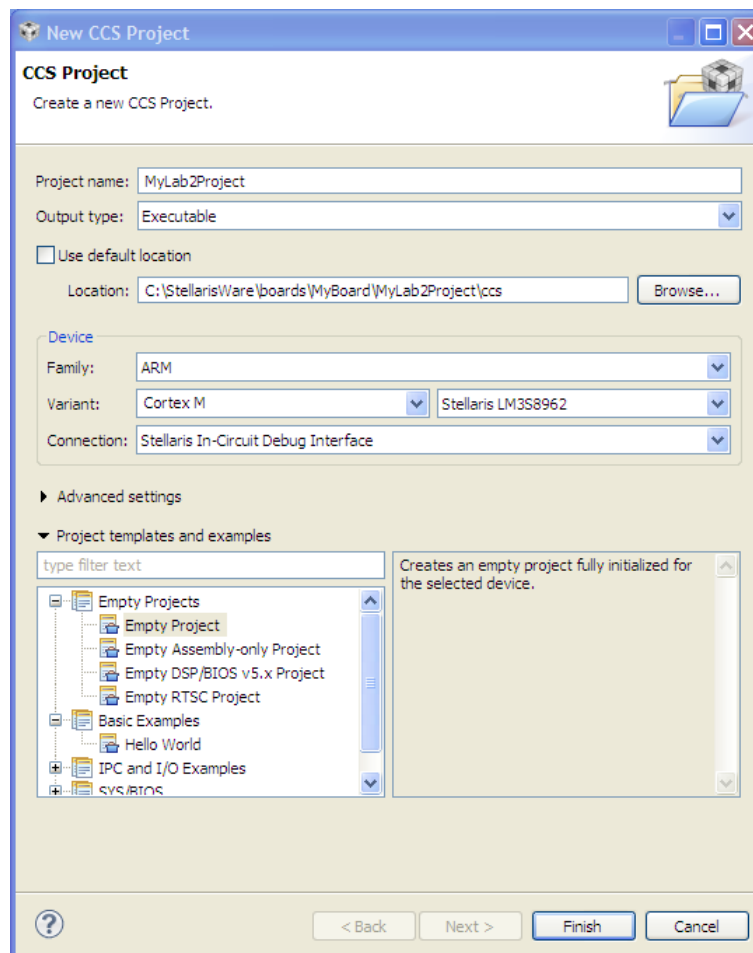 New CCS Project
CCS Project
Create a new CCS Project.
Project name: MyLab2Project
Output type: Executable
Use default location
Location: C:\StellarisWare\boards\MyBoard\MyLab2Project\ccs Browse...
Device
Family: ARM
Variant: Cortex M Stellaris LM3S8962
Connection: Stellaris In-Circuit Debug Interface
Advanced settings
Project templates and examples
type filter text
Empty Projects
Empty Project
Empty Assembly-only Project
Empty DSP/BIOS v5.x Project
Empty RTSC Project
Basic Examples
Hello World
IPC and I/O Examples
SYS/BIOS
Creates an empty project fully initialized for
the selected device.
? < Back Next > Finish Cancel